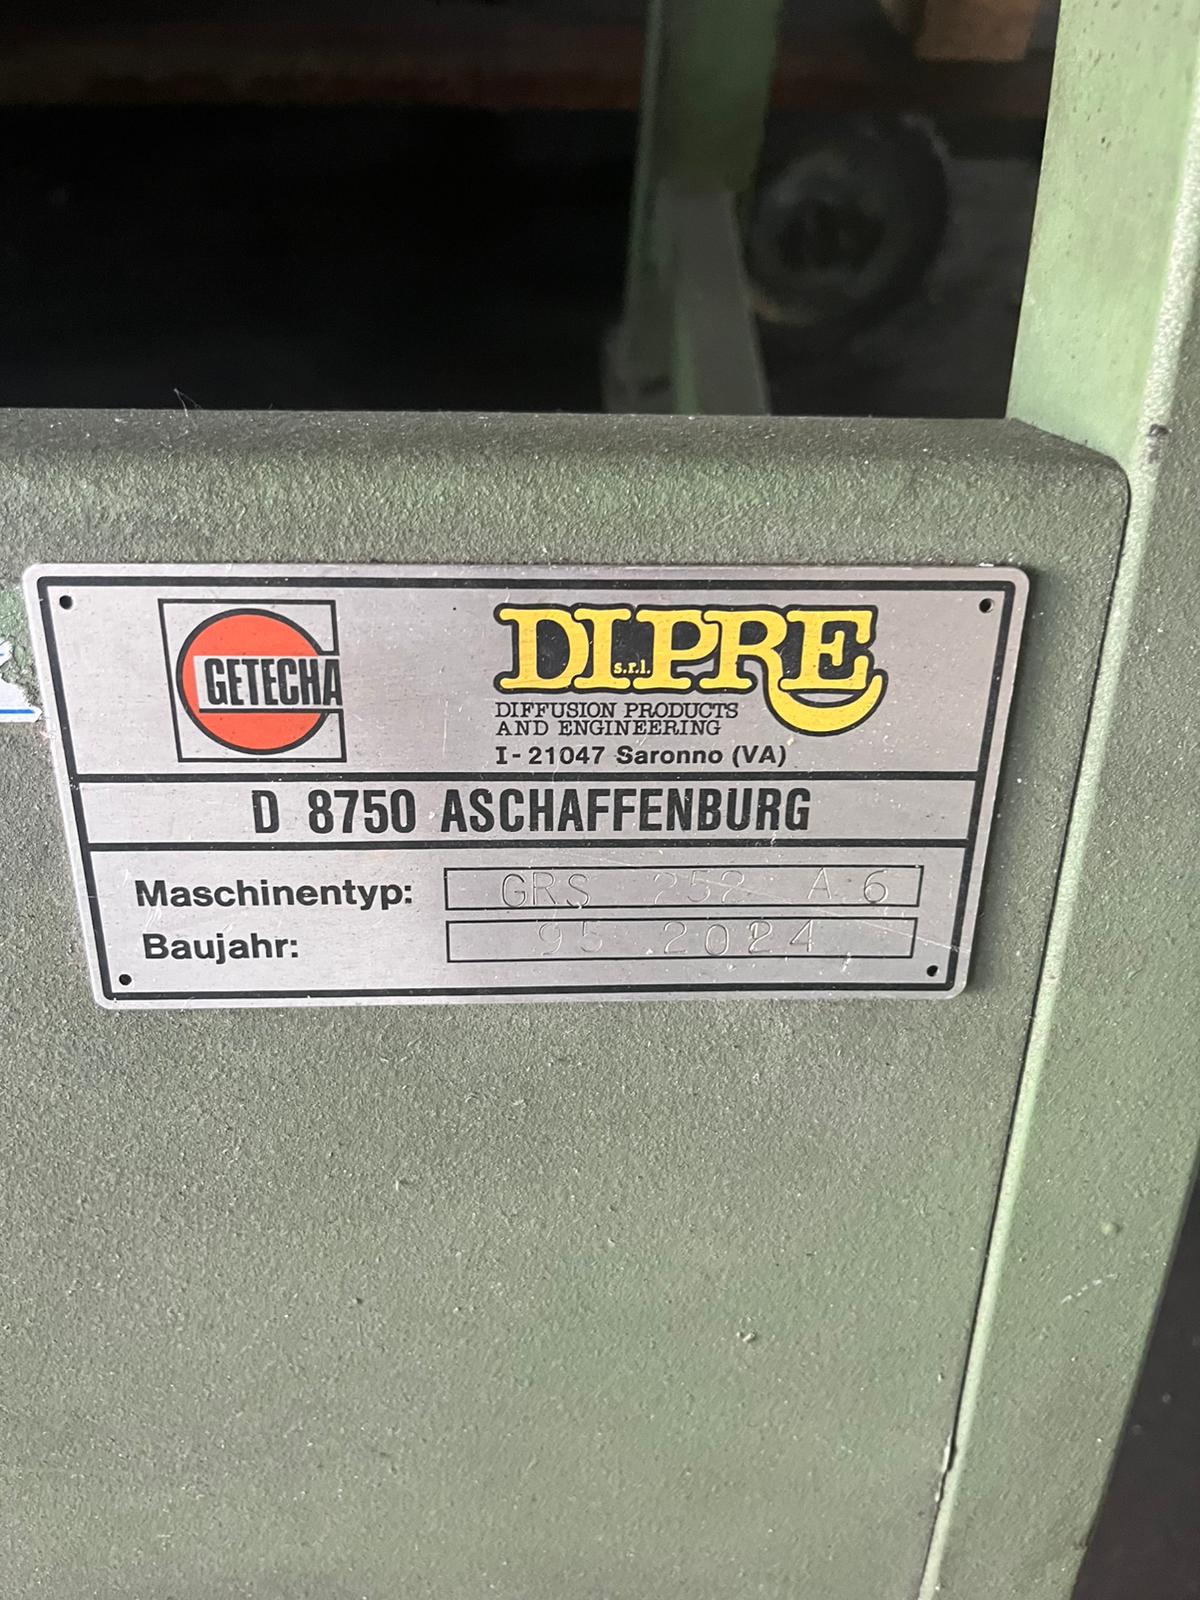 GETECHA
DIPRE
s.r.l.
DIFFUSION PRODUCTS
AND ENGINEERING
I-21047 Saronno (VA)
D 8750 ASCHAFFENBURG
Maschinentyp: GRS 252 A 6
Baujahr: 95 2024